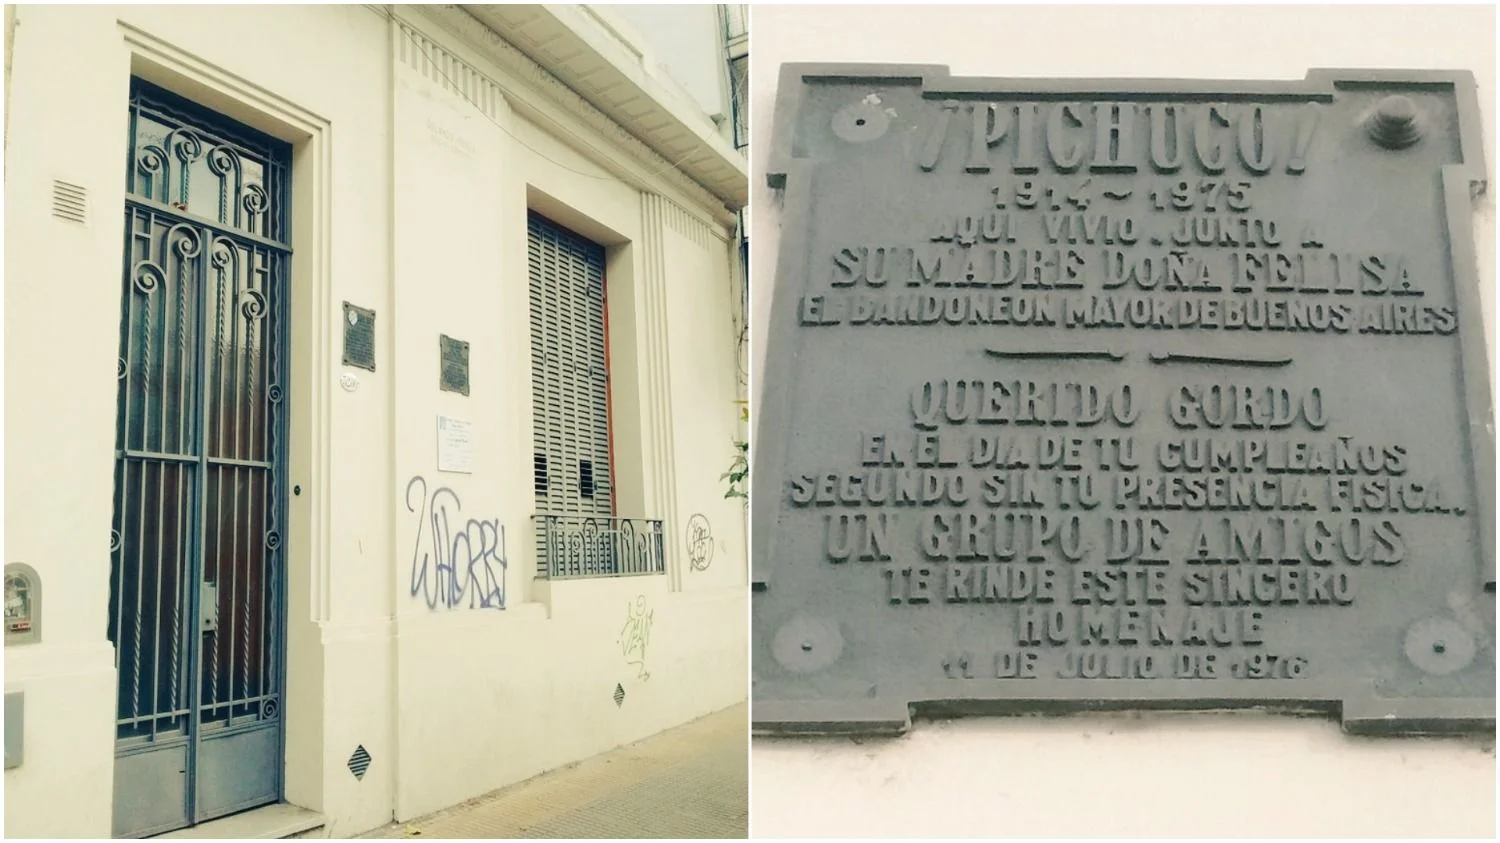 ¡PICHUCO!
1914 ~ 1975
AQUI VIVIO, JUNTO A
SU MADRE DOÑA FELISA
EL BANDONEON MAYOR DE BUENOS AIRES
QUERIDO GORDO
EN EL DIA DE TU CUMPLEAÑOS
SEGUNDO SIN TU PRESENCIA FISICA,
UN GRUPO DE AMIGOS
TE RINDE ESTE SINCERO
HOMENAJE
11 DE JULIO DE 1976